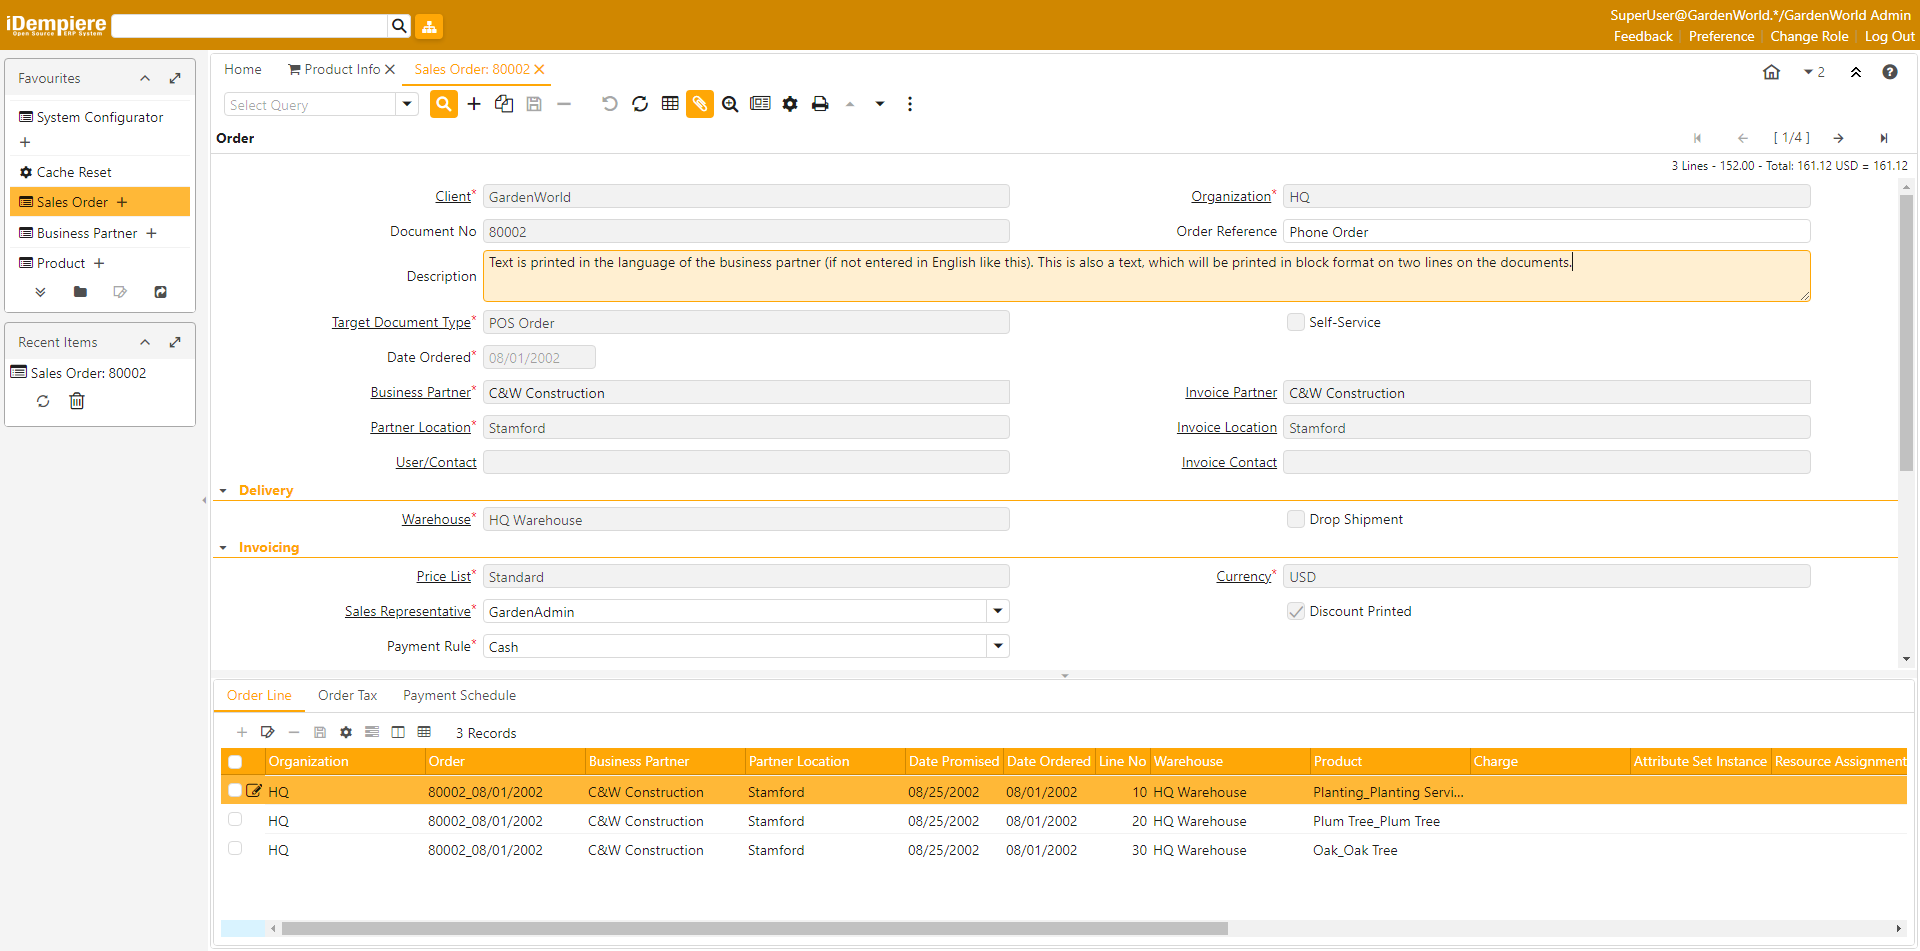 iDempiere
Open Source ERP System
SuperUser@GardenWorld.*/GardenWorld Admin
Feedback Preference Change Role Log Out
Favourites
System Configurator
Cache Reset
Sales Order
Business Partner
Product
Recent Items
Sales Order: 80002
Home Product Info Sales Order: 80002
2
Select Query
Order
[ 1/4 ]
3 Lines - 152.00 - Total: 161.12 USD = 161.12
Client* GardenWorld Organization* HQ
Document No 80002 Order Reference Phone Order
Description Text is printed in the language of the business partner (if not entered in English like this). This is also a text, which will be printed in block format on two lines on the documents.
Target Document Type* POS Order Self-Service
Date Ordered* 08/01/2002
Business Partner* C&W Construction Invoice Partner C&W Construction
Partner Location* Stamford Invoice Location Stamford
User/Contact Invoice Contact
Delivery
Warehouse* HQ Warehouse Drop Shipment
Invoicing
Price List* Standard Currency* USD
Sales Representative* GardenAdmin Discount Printed
Payment Rule* Cash
Order Line Order Tax Payment Schedule
3 Records
Organization Order Business Partner Partner Location Date Promised Date Ordered Line No Warehouse Product Charge Attribute Set Instance Resource Assignment
HQ 80002_08/01/2002 C&W Construction Stamford 08/25/2002 08/01/2002 10 HQ Warehouse Planting_Planting Servi...
HQ 80002_08/01/2002 C&W Construction Stamford 08/25/2002 08/01/2002 20 HQ Warehouse Plum Tree_Plum Tree
HQ 80002_08/01/2002 C&W Construction Stamford 08/25/2002 08/01/2002 30 HQ Warehouse Oak_Oak Tree